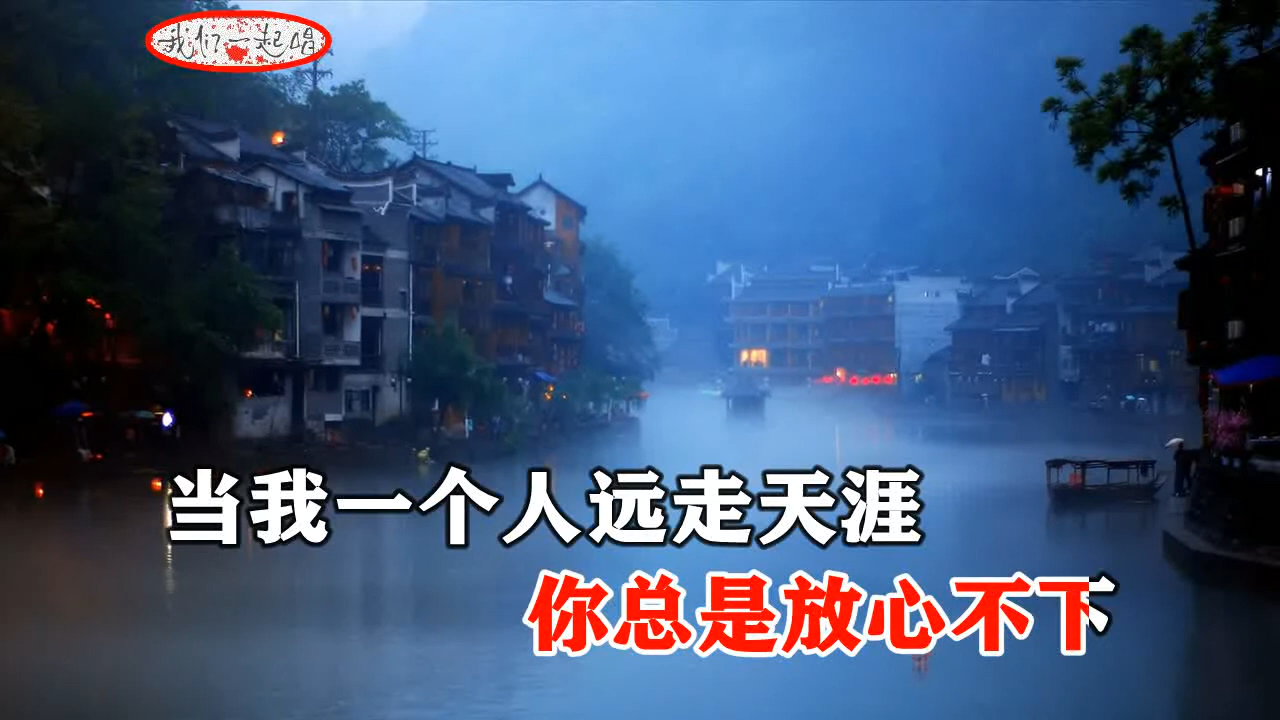 我们一起唱
当我一个人远走天涯
你总是放心不下